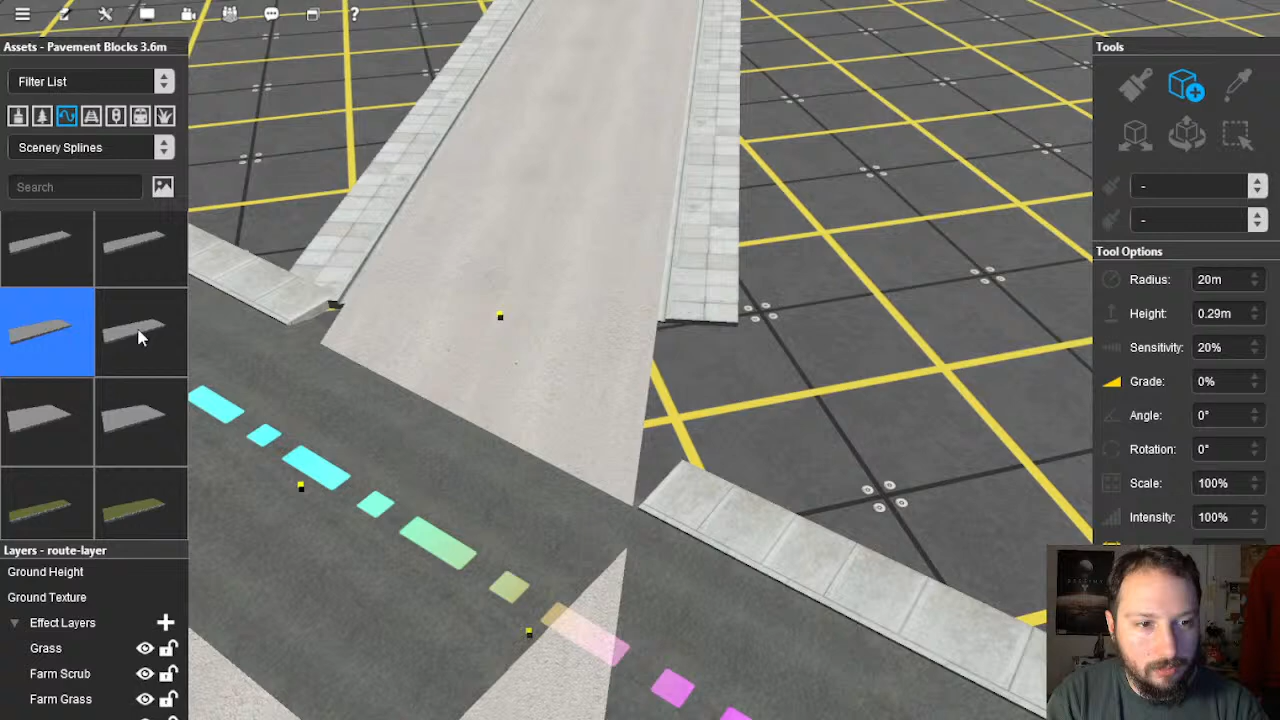 ?
Assets - Pavement Blocks 3.6m
Filter List
Scenery Splines
Search
Layers - route-layer
Ground Height
Ground Texture
Effect Layers
Grass
Farm Scrub
Farm Grass
Tools
-
-
Tool Options
Radius: 20m
Height: 0.29m
Sensitivity: 20%
Grade: 0%
Angle: 0°
Rotation: 0°
Scale: 100%
Intensity: 100%
DESTINY